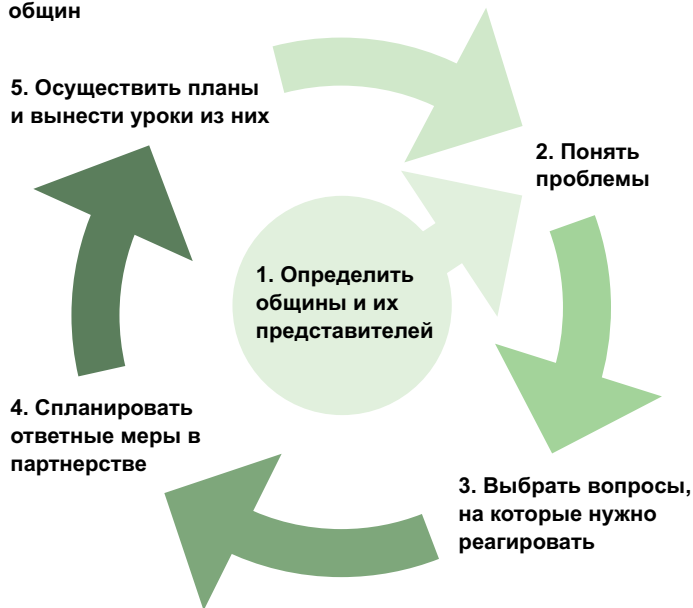 общин
5. Осуществить планы
и вынести уроки из них
2. Понять
проблемы
1. Определить
общины и их
представителей
4. Спланировать
ответные меры в
партнерстве
3. Выбрать вопросы,
на которые нужно
реагировать